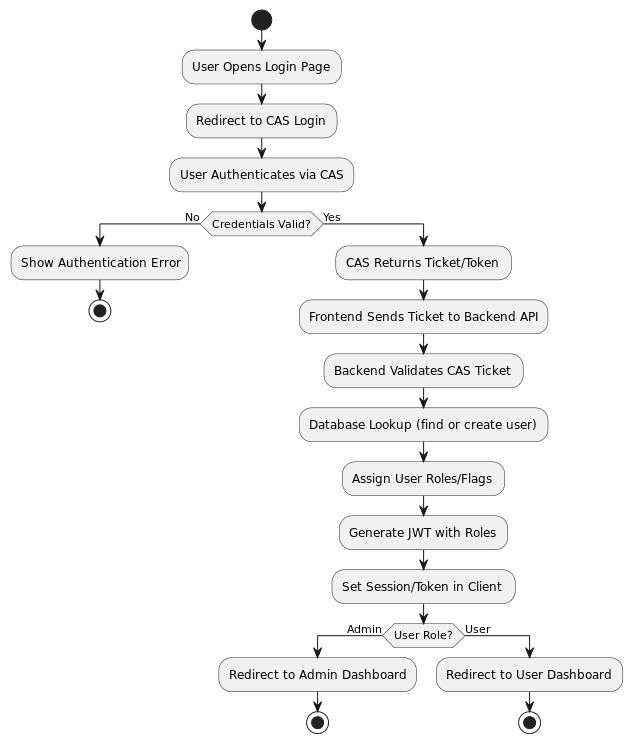 User Opens Login Page
Redirect to CAS Login
User Authenticates via CAS
Credentials Valid?
No
Yes
Show Authentication Error
CAS Returns Ticket/Token
Frontend Sends Ticket to Backend API
Backend Validates CAS Ticket
Database Lookup (find or create user)
Assign User Roles/Flags
Generate JWT with Roles
Set Session/Token in Client
User Role?
Admin
User
Redirect to Admin Dashboard
Redirect to User Dashboard